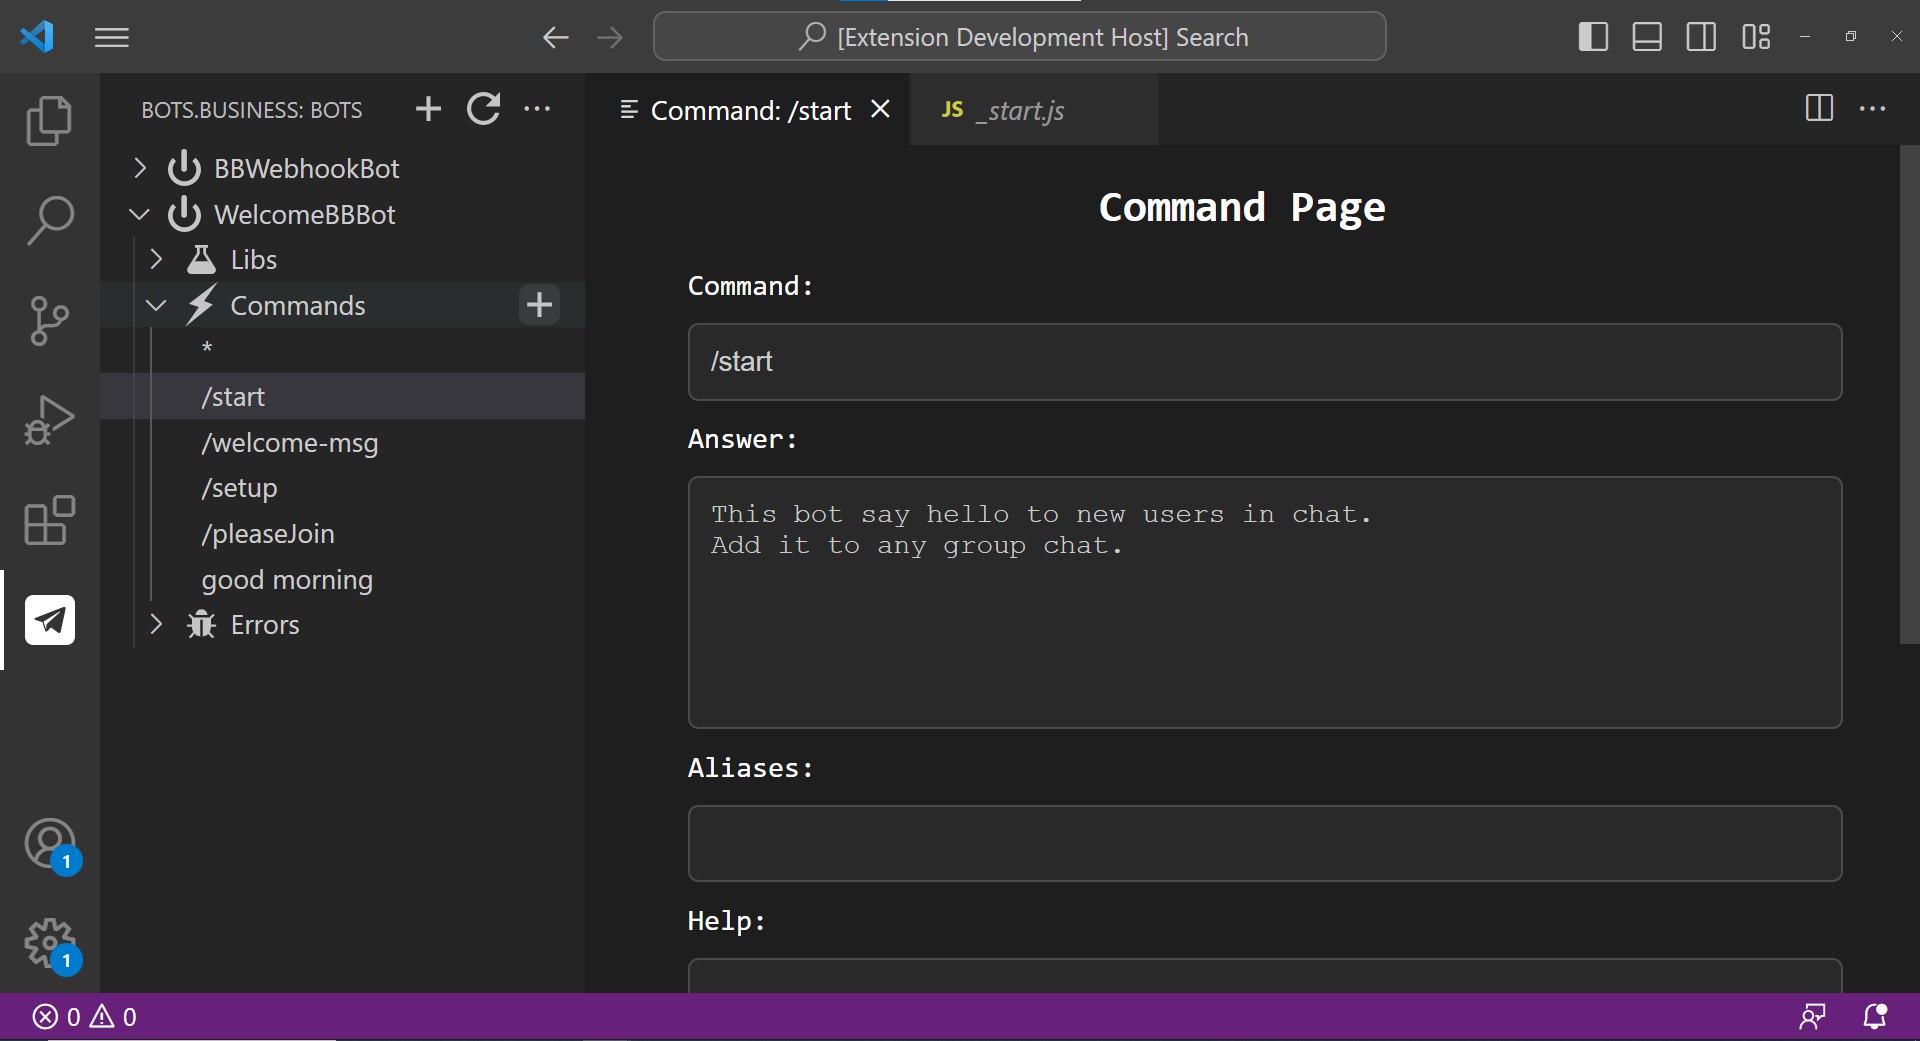 [Extension Development Host] Search
BOTS.BUSINESS: BOTS
BBWebhookBot
WelcomeBBBot
Libs
Commands
*
/start
/welcome-msg
/setup
/pleaseJoin
good morning
Errors
1
1
Command: /start
JS _start.js
Command Page
Command:
/start
Answer:
This bot say hello to new users in chat.
Add it to any group chat.
Aliases:
Help:
0 0